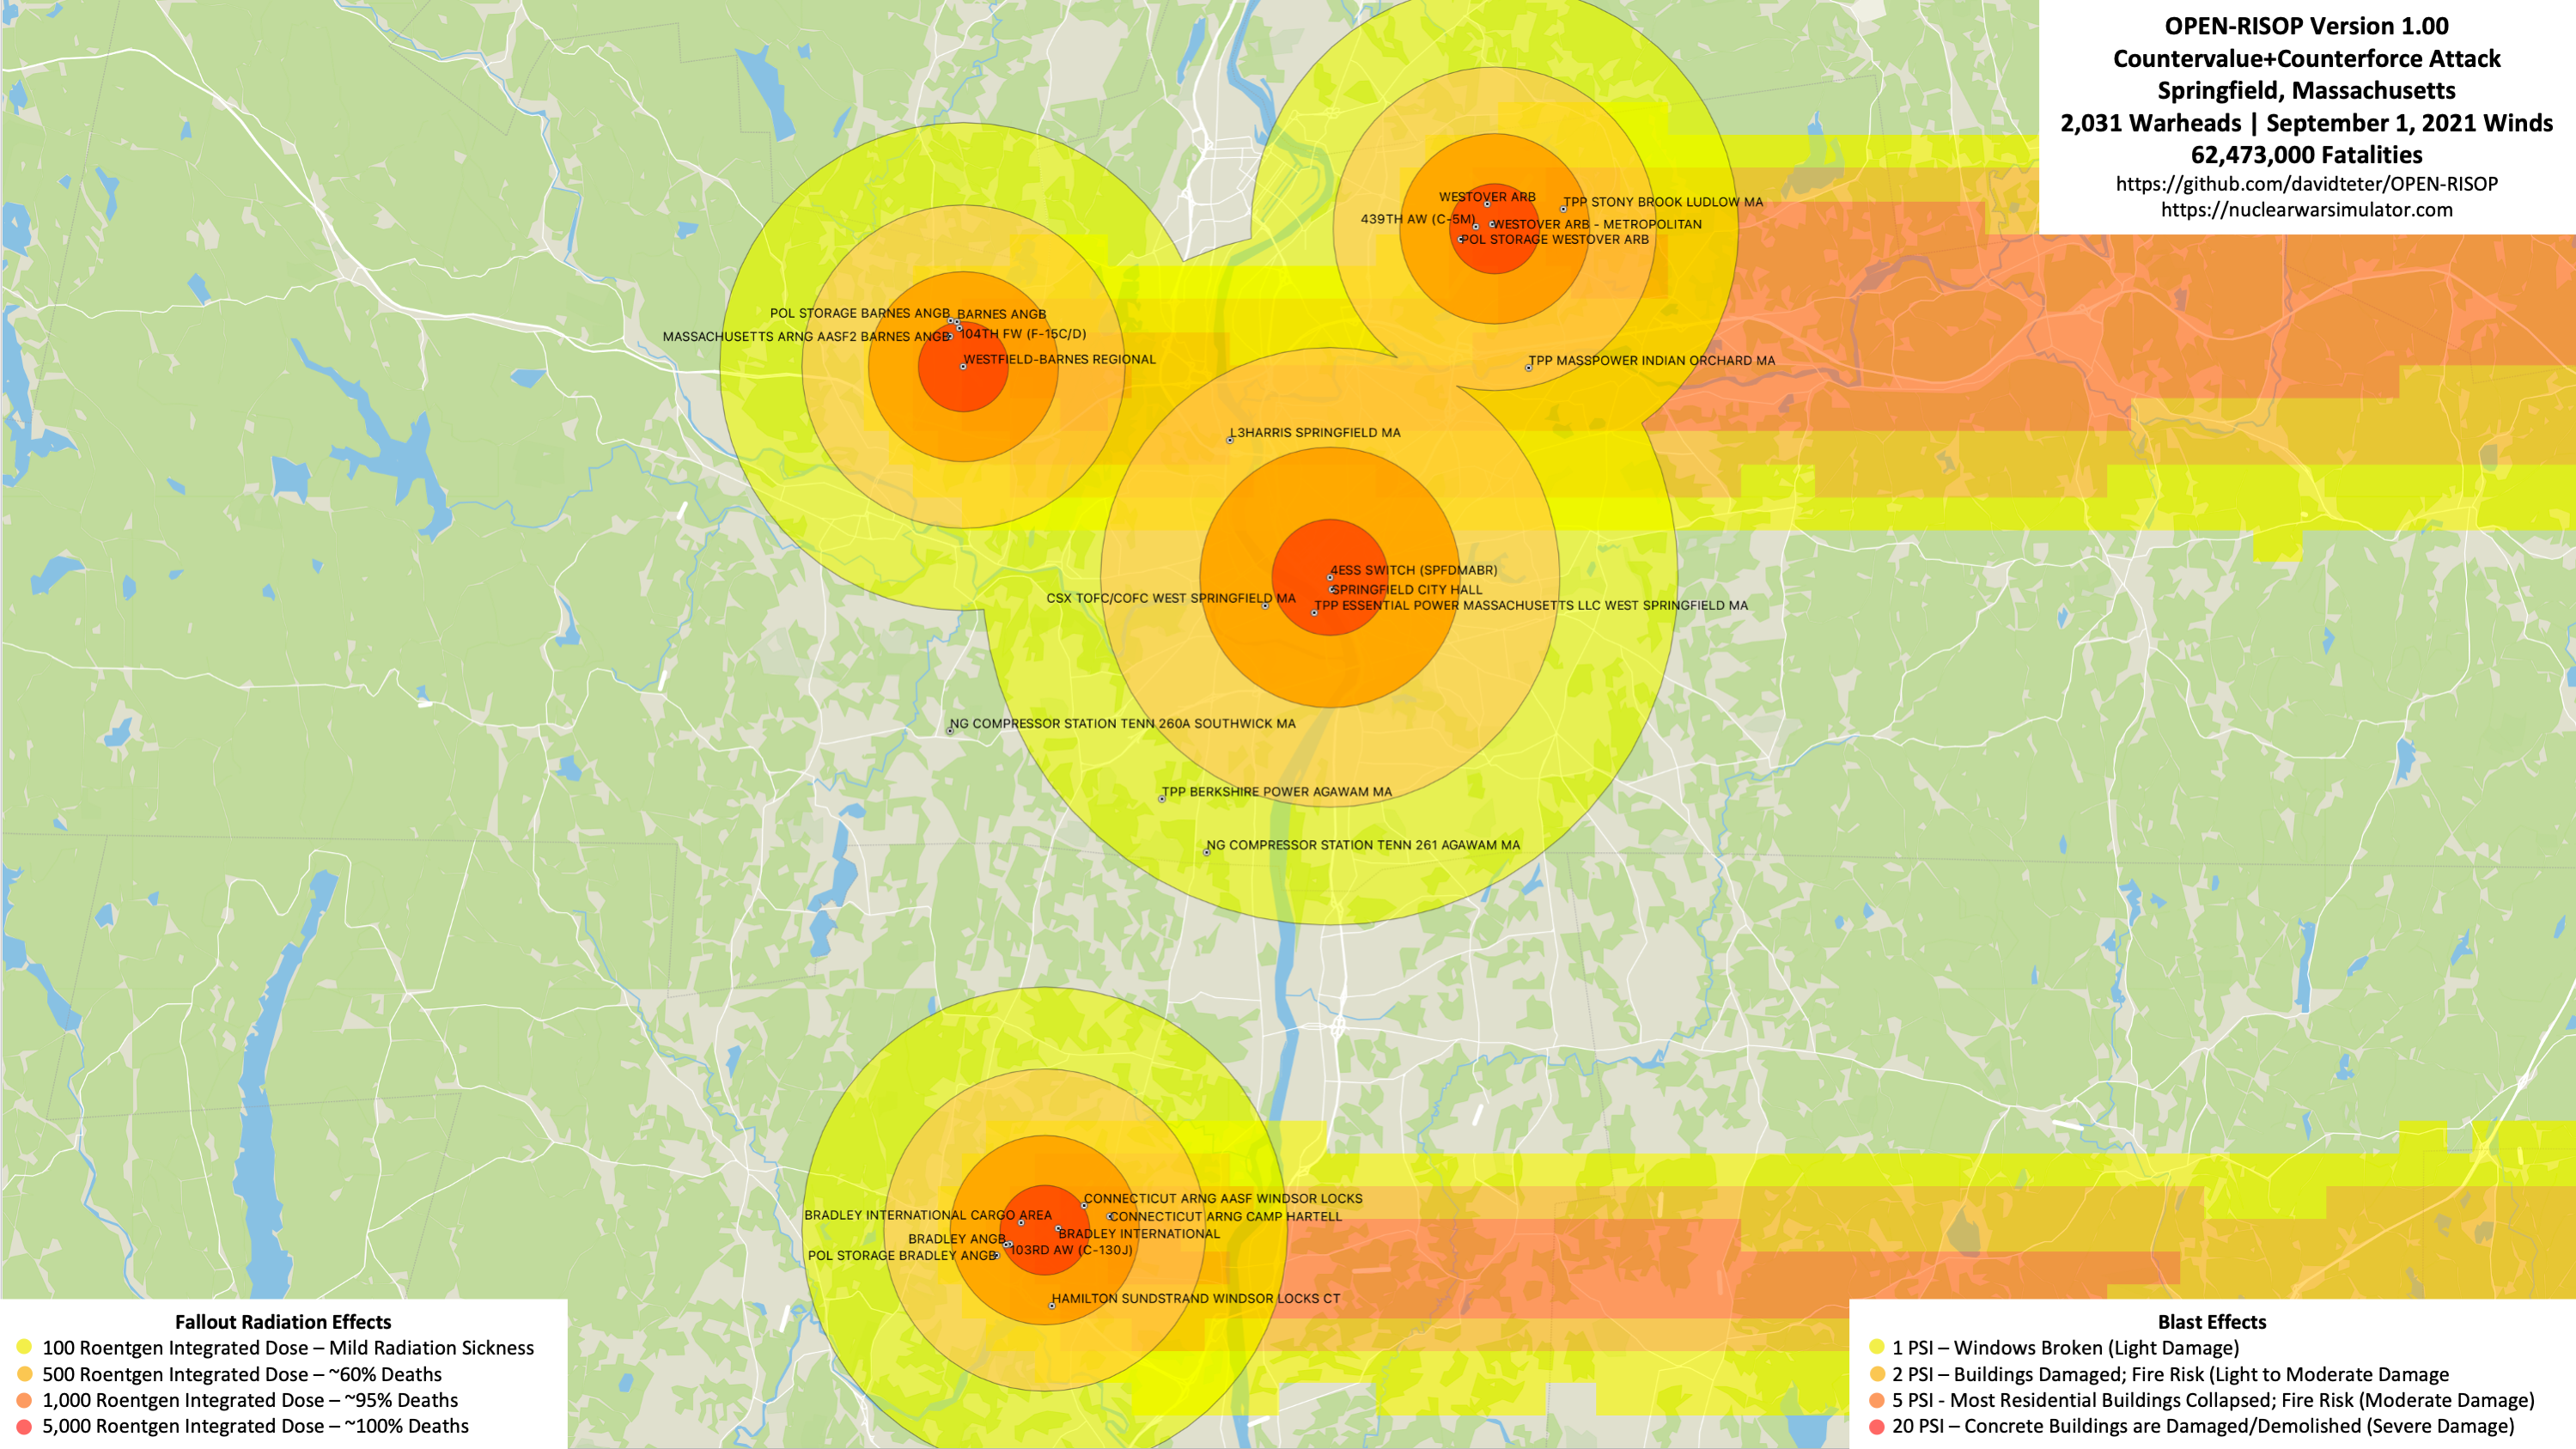 OPEN-RISOP Version 1.00
Countervalue+Counterforce Attack
Springfield, Massachusetts
2,031 Warheads | September 1, 2021 Winds
62,473,000 Fatalities
https://github.com/davidteter/OPEN-RISOP
https://nuclearwarsimulator.com
WESTOVER ARB
TPP STONY BROOK LUDLOW MA
439TH AW (C-5M)
WESTOVER ARB - METROPOLITAN
POL STORAGE WESTOVER ARB
POL STORAGE BARNES ANGB
BARNES ANGB
MASSACHUSETTS ARNG AASF2 BARNES ANGB
104TH FW (F-15C/D)
WESTFIELD-BARNES REGIONAL
TPP MASSPOWER INDIAN ORCHARD MA
L3HARRIS SPRINGFIELD MA
4ESS SWITCH (SPFDMABR)
SPRINGFIELD CITY HALL
CSX TOFC/COFC WEST SPRINGFIELD MA
TPP ESSENTIAL POWER MASSACHUSETTS LLC WEST SPRINGFIELD MA
NG COMPRESSOR STATION TENN 260A SOUTHWICK MA
TPP BERKSHIRE POWER AGAWAM MA
NG COMPRESSOR STATION TENN 261 AGAWAM MA
CONNECTICUT ARNG AASF WINDSOR LOCKS
BRADLEY INTERNATIONAL CARGO AREA
CONNECTICUT ARNG CAMP HARTELL
BRADLEY INTERNATIONAL
BRADLEY ANGB
103RD AW (C-130J)
POL STORAGE BRADLEY ANGB
HAMILTON SUNDSTRAND WINDSOR LOCKS CT
Fallout Radiation Effects
100 Roentgen Integrated Dose – Mild Radiation Sickness
500 Roentgen Integrated Dose – ~60% Deaths
1,000 Roentgen Integrated Dose – ~95% Deaths
5,000 Roentgen Integrated Dose – ~100% Deaths
Blast Effects
1 PSI – Windows Broken (Light Damage)
2 PSI – Buildings Damaged; Fire Risk (Light to Moderate Damage
5 PSI - Most Residential Buildings Collapsed; Fire Risk (Moderate Damage)
20 PSI – Concrete Buildings are Damaged/Demolished (Severe Damage)